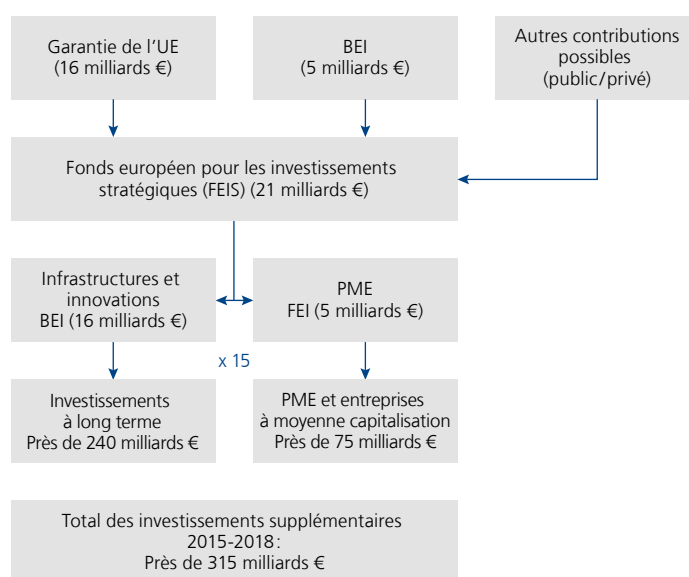 Garantie de l’UE
(16 milliards €)
BEI
(5 milliards €)
Autres contributions
possibles
(public/privé)
Fonds européen pour les investissements
stratégiques (FEIS) (21 milliards €)
Infrastructures et
innovations
BEI (16 milliards €)
PME
FEI (5 milliards €)
x 15
Investissements
à long terme
Près de 240 milliards €
PME et entreprises
à moyenne capitalisation
Près de 75 milliards €
Total des investissements supplémentaires
2015-2018:
Près de 315 milliards €